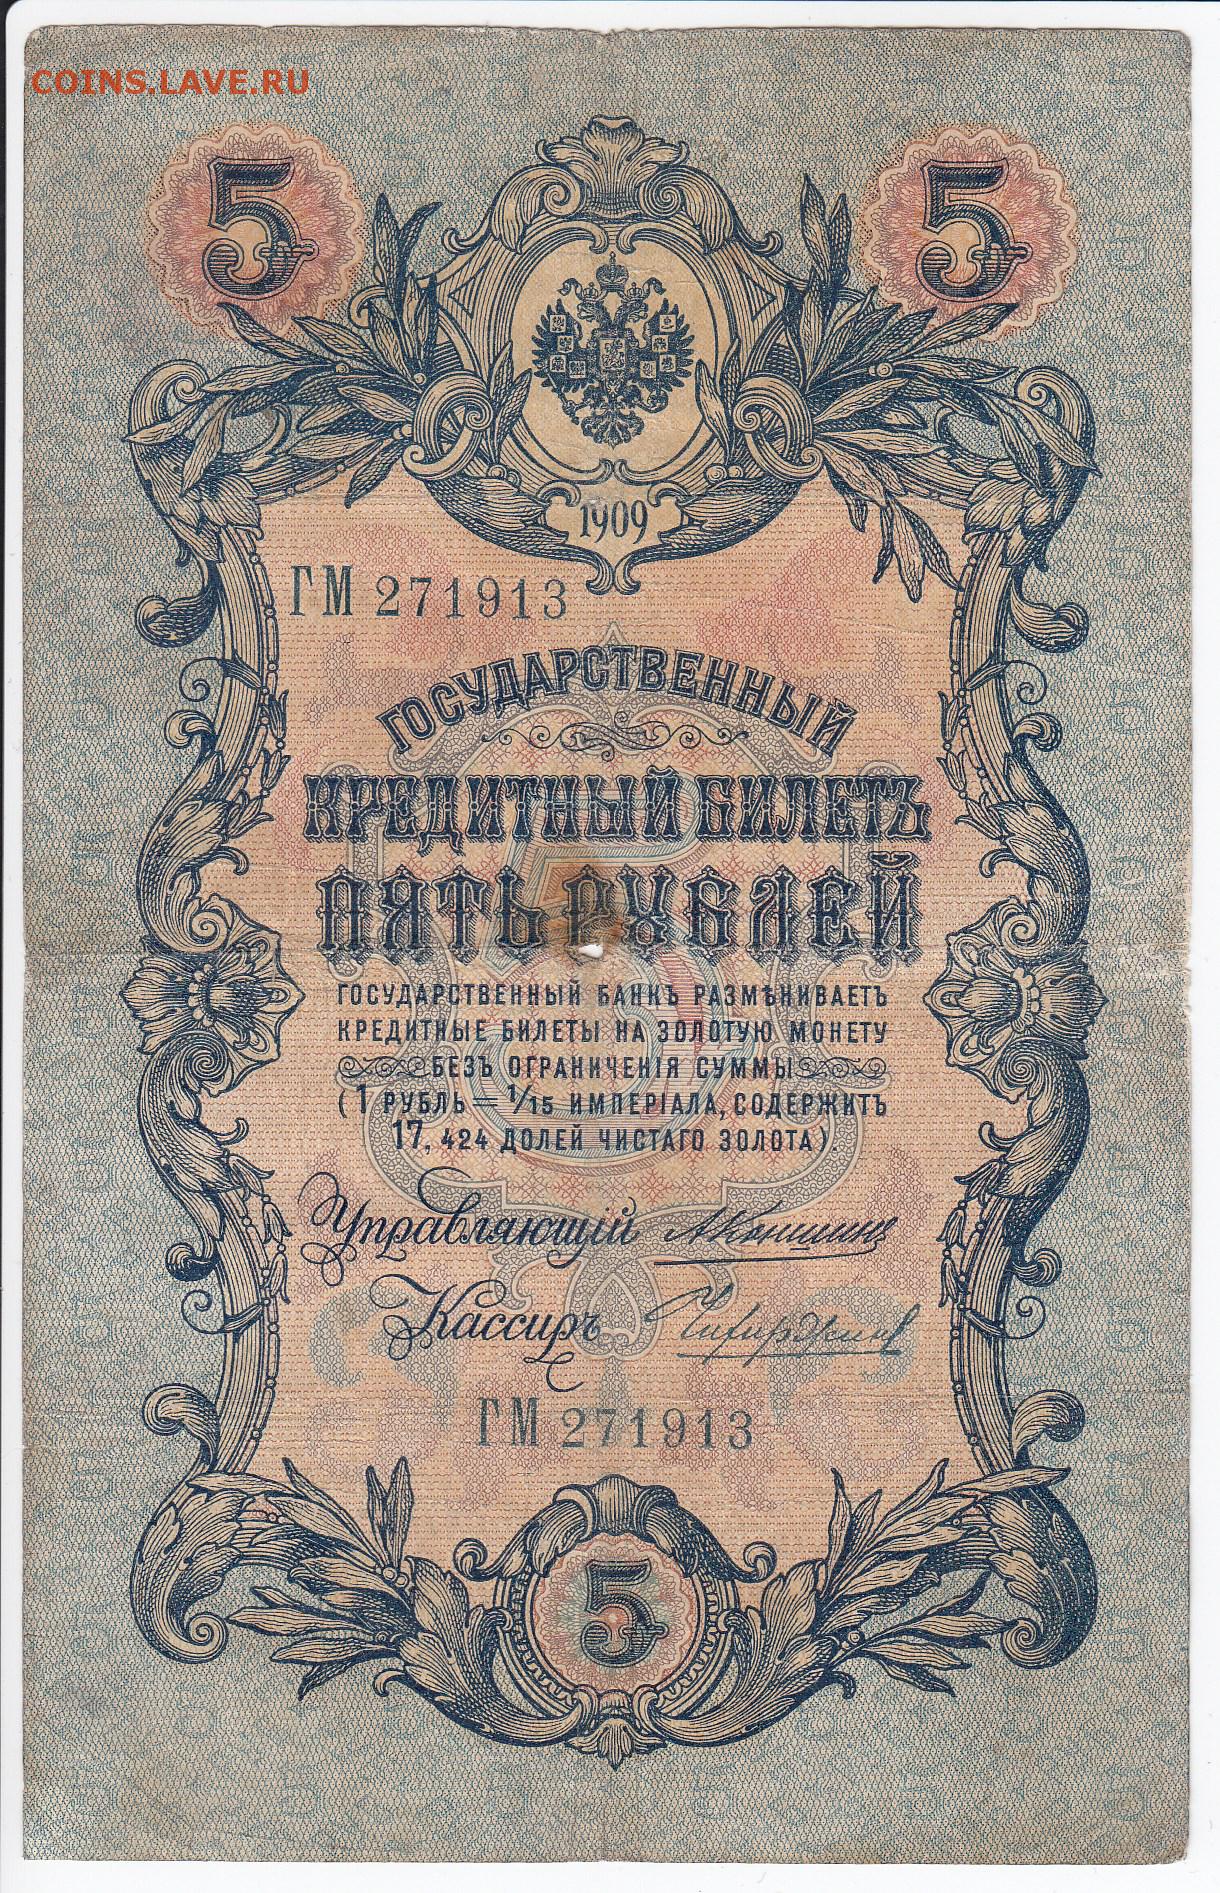 COINS.LAVE.RU
5 5
1909
ГМ 271913
ГОСУДАРСТВЕННЫЙ
КРЕДИТНЫЙ БИЛЕТЪ
ПЯТЬ РУБЛЕЙ
ГОСУДАРСТВЕННЫЙ БАНКЪ РАЗМѢНИВАЕТЪ
КРЕДИТНЫЕ БИЛЕТЫ НА ЗОЛОТУЮ МОНЕТУ
БЕЗЪ ОГРАНИЧЕНІЯ СУММЫ
(1 РУБЛЬ = 1/15 ИМПЕРІАЛА, СОДЕРЖИТЪ
17,424 ДОЛЕЙ ЧИСТАГО ЗОЛОТА).
Управляющій АКоншинъ
Кассиръ
ГМ 271913
5